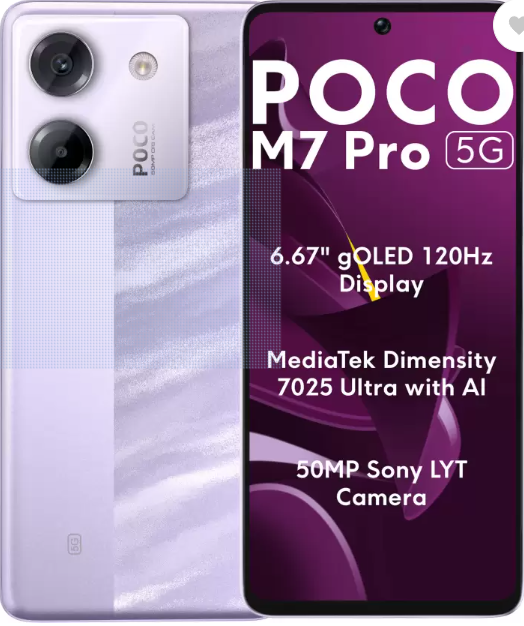 POCO
M7 Pro 5G
6.67" gOLED 120Hz
Display
MediaTek Dimensity
7025 Ultra with AI
50MP Sony LYT
Camera
POCO
5G